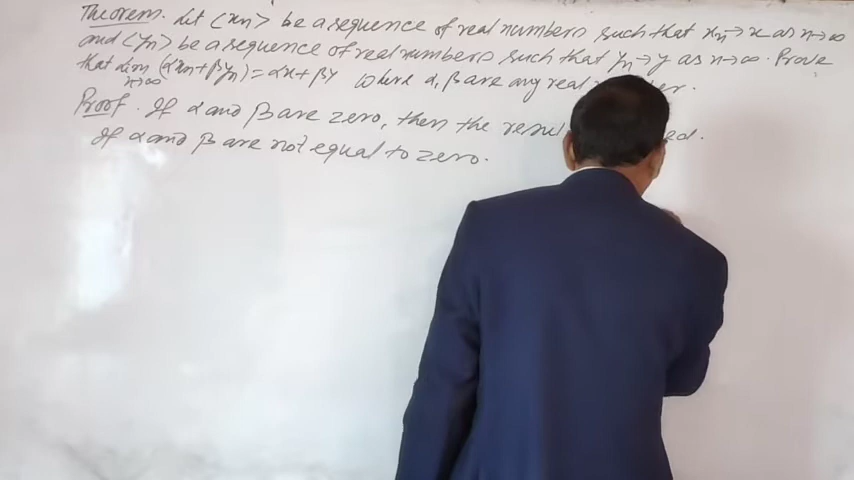 Theorem. Let <xn> be a sequence of real numbers such that xn→x as n→∞
and <yn> be a sequence of real numbers such that yn→y as n→∞. Prove
that lim n→∞ (αxn+βyn)=αx+βy where α, β are any real
Proof. If α and β are zero, then the
If α and β are not equal to zero.